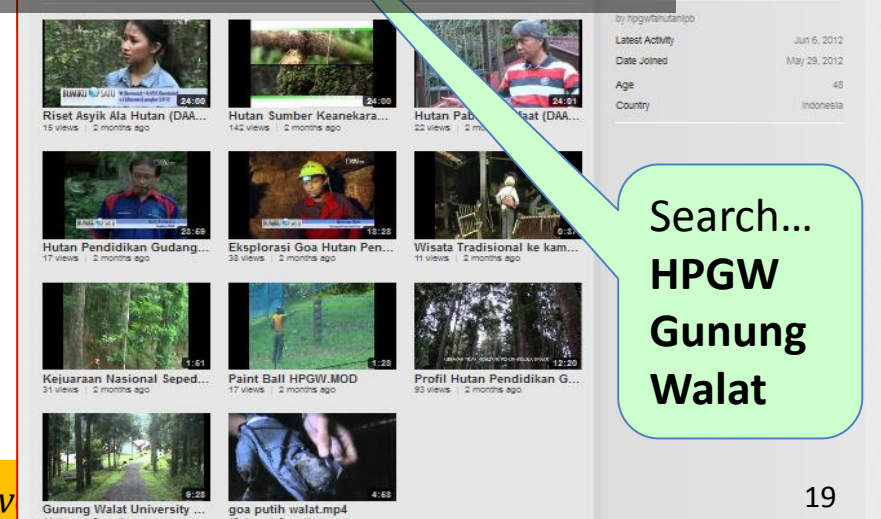 by hpgwfahutanipb
Latest Activity Jun 6, 2012
Date Joined May 29, 2012
Age 48
Country Indonesia
24:00
24:00
24:01
Riset Asyik Ala Hutan (DAA...
Hutan Sumber Keanekara...
Hutan Pab
aat (DAA...
15 views | 2 months ago
142 views | 2 months ago
22 views | 2 mo
ago
23:59
18:28
0:37
Hutan Pendidikan Gudang...
Eksplorasi Goa Hutan Pen...
Wisata Tradisional ke kam...
17 views | 2 months ago
38 views | 2 months ago
11 views | 2 months ago
1:51
1:28
12:20
Kejuaraan Nasional Seped...
Paint Ball HPGW.MOD
Profil Hutan Pendidikan G...
31 views | 2 months ago
17 views | 2 months ago
93 views | 2 months ago
9:28
4:58
Gunung Walat University ...
goa putih walat.mp4
Search...
HPGW
Gunung
Walat
19